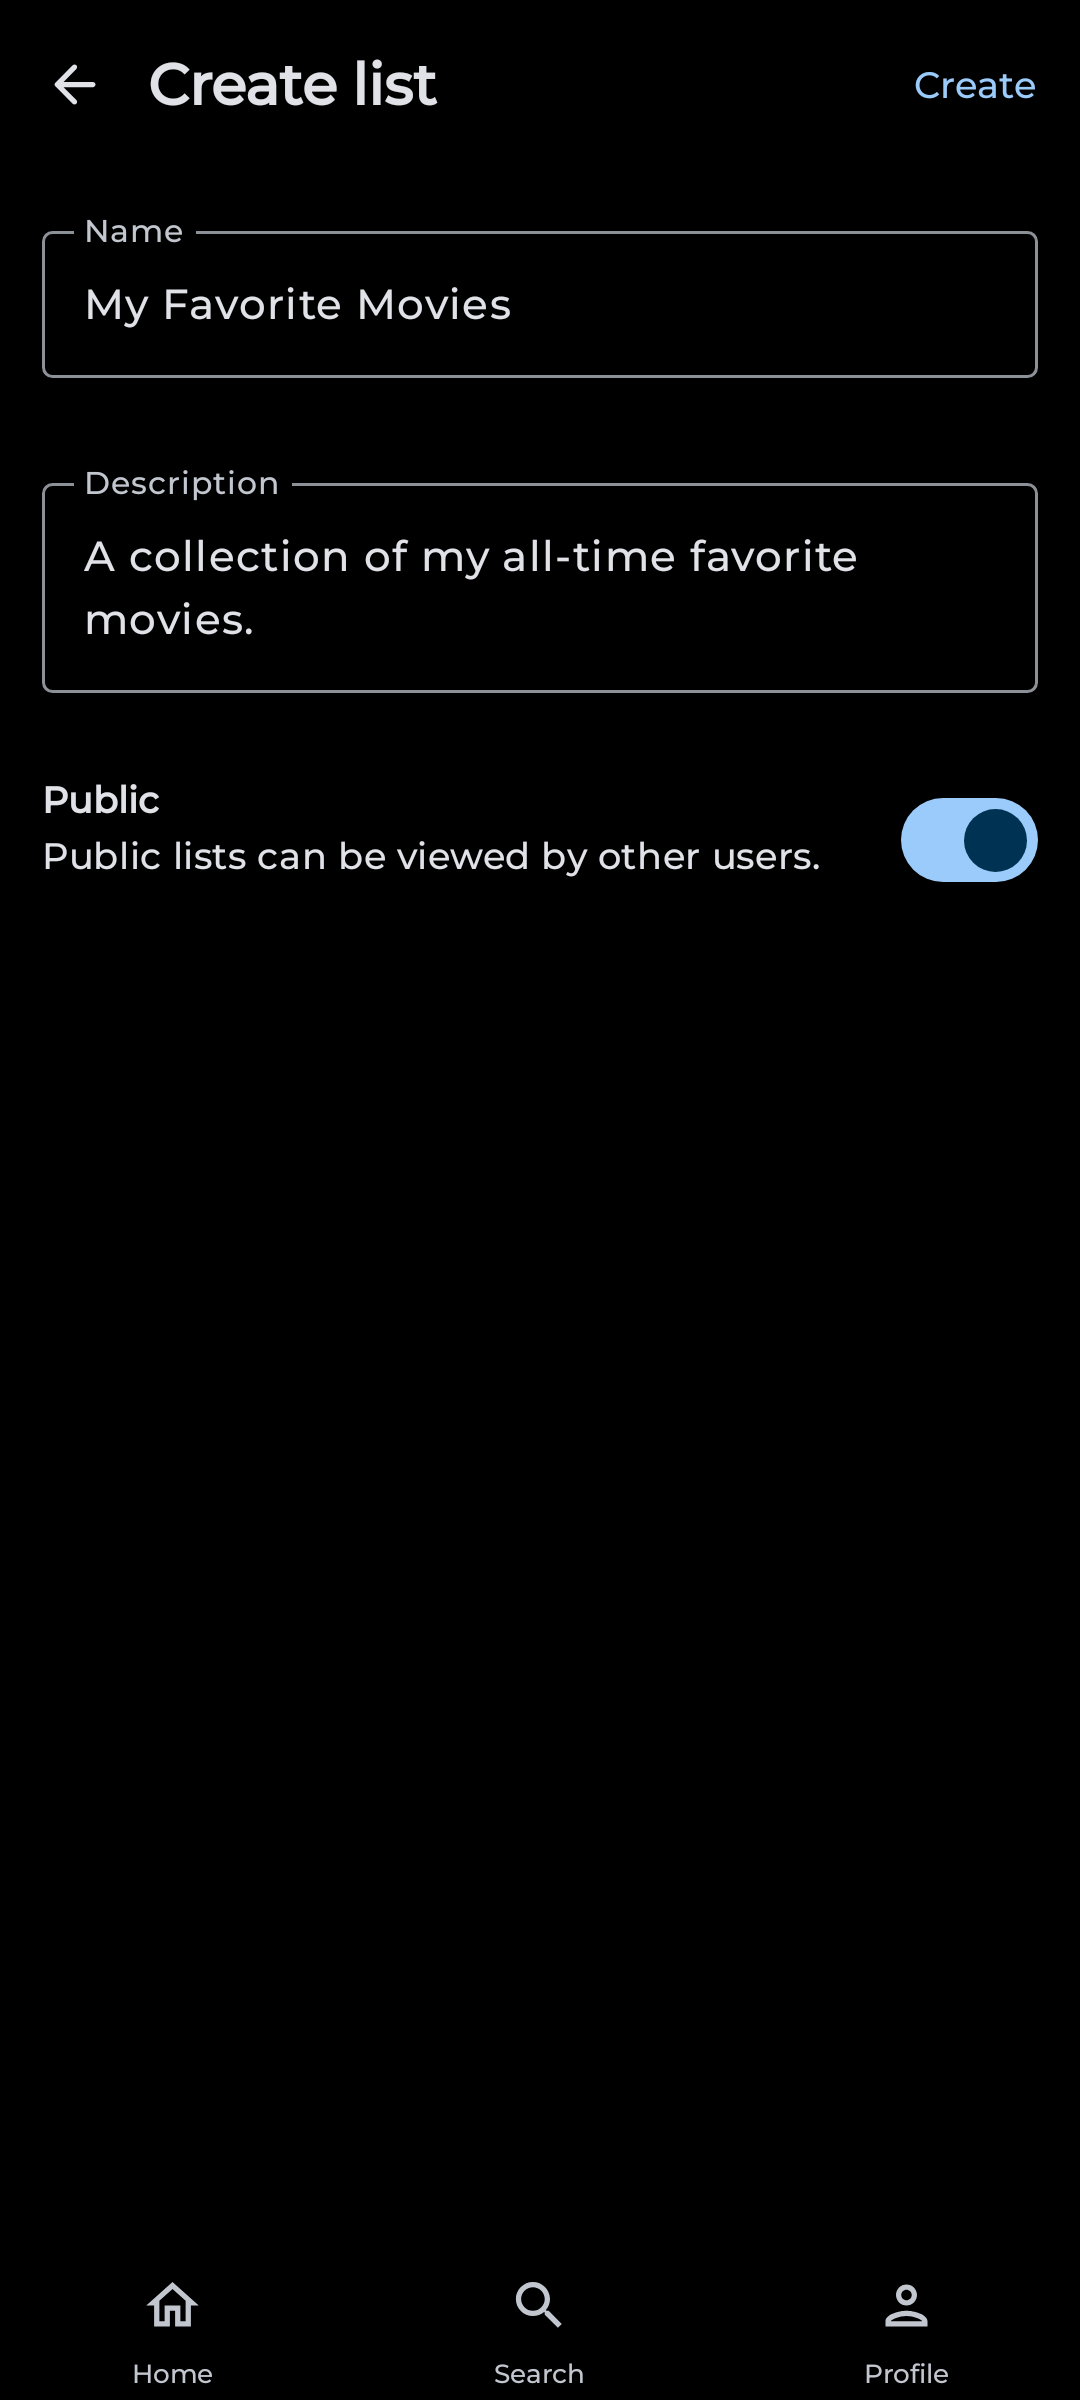 Create list
Create
Name
My Favorite Movies
Description
A collection of my all-time favorite
movies.
Public
Public lists can be viewed by other users.
Home
Search
Profile